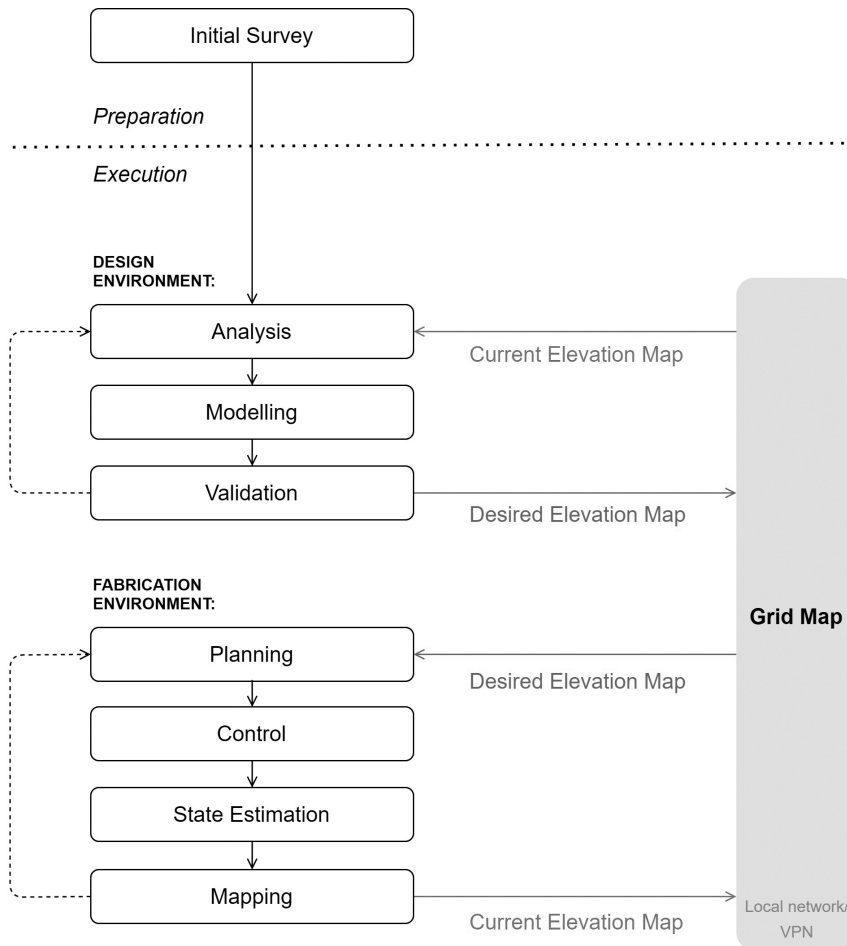 Initial Survey
Preparation
Execution
DESIGN
ENVIRONMENT:
Analysis
Current Elevation Map
Modelling
Validation
Desired Elevation Map
FABRICATION
ENVIRONMENT:
Grid Map
Planning
Desired Elevation Map
Control
State Estimation
Mapping
Current Elevation Map
Local network/
VPN